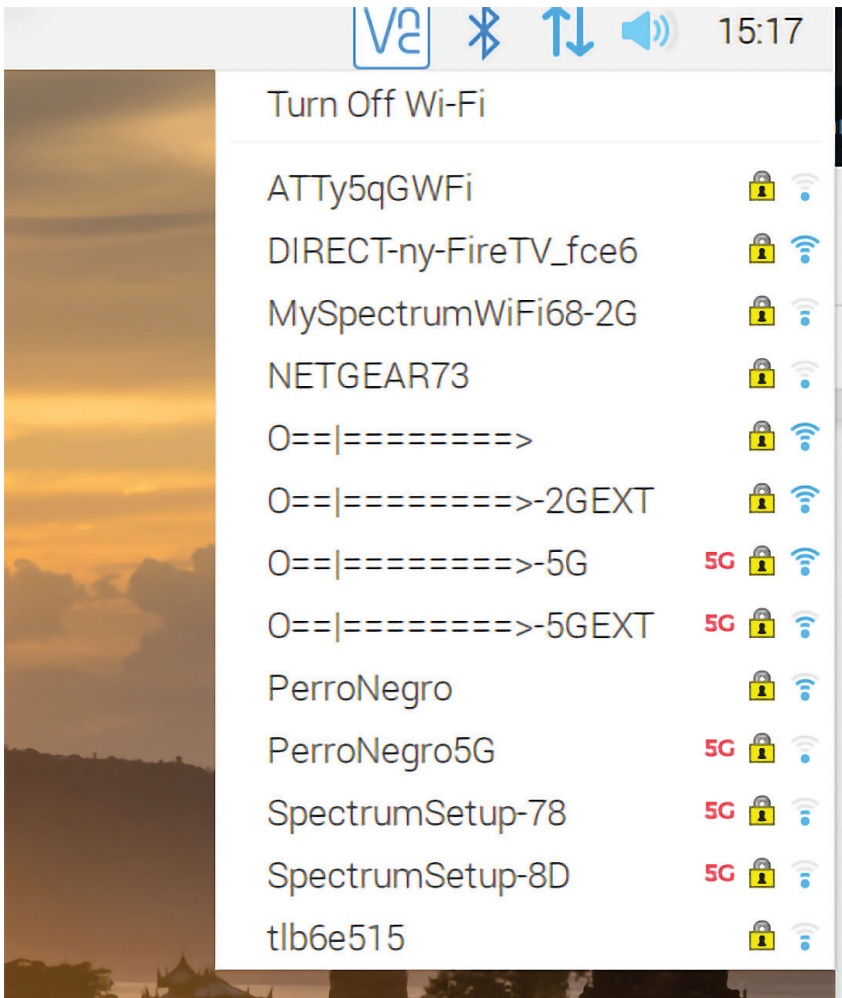 VNC 15:17
Turn Off Wi-Fi
ATTy5qGWFi
DIRECT-ny-FireTV_fce6
MySpectrumWiFi68-2G
NETGEAR73
O==|========>
O==|========>-2GEXT
O==|========>-5G 5G
O==|========>-5GEXT 5G
PerroNegro
PerroNegro5G 5G
SpectrumSetup-78 5G
SpectrumSetup-8D 5G
tlb6e515